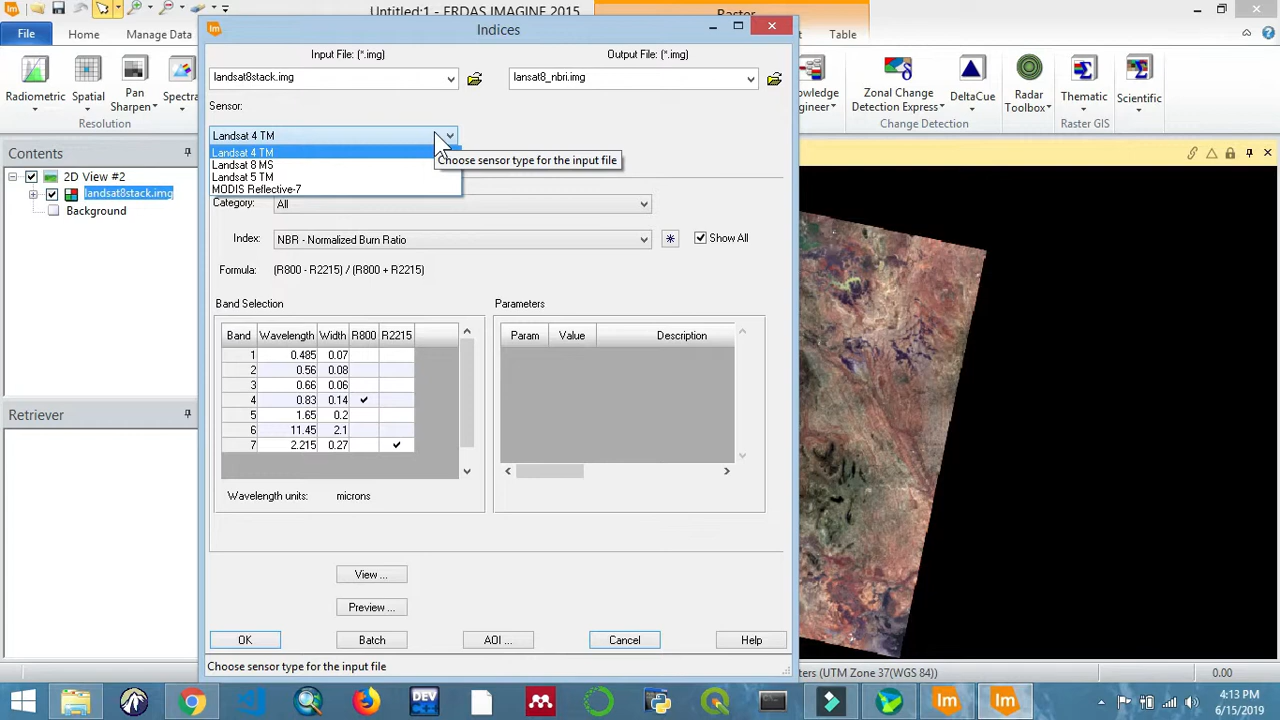 Untitled:1 - ERDAS IMAGINE 2015
Raster
File
Home
Manage Data
Table
Indices
Input File: (*.img)
Output File: (*.img)
landsat8stack.img
Sensor:
Landsat 4 TM
Landsat 4 TM
Landsat 8 MS
Landsat 5 TM
MODIS Reflective-7
Choose sensor type for the input file
Category:
All
Index:
NBR - Normalized Burn Ratio
Show All
Formula:
(R800 - R2215) / (R800 + R2215)
Band Selection
Parameters
Band Wavelength Width R800 R2215
1 0.485 0.07
2 0.56 0.08
3 0.66 0.06
4 0.83 0.14
5 1.65 0.2
6 11.45 2.1
7 2.215 0.27
Param Value Description
Wavelength units: microns
View ...
Preview ...
OK
Batch
AOI ...
Cancel
Help
Choose sensor type for the input file
Radiometric
Spatial
Pan
Sharpen
Spectra
Resolution
Contents
2D View #2
landsat8stack.img
Background
Retriever
Zonal Change
Detection Express
DeltaCue
Radar
Toolbox
Thematic
Scientific
Change Detection
Raster GIS
(UTM Zone 37(WGS 84))
0.00
DEV
4:13 PM
6/15/2019